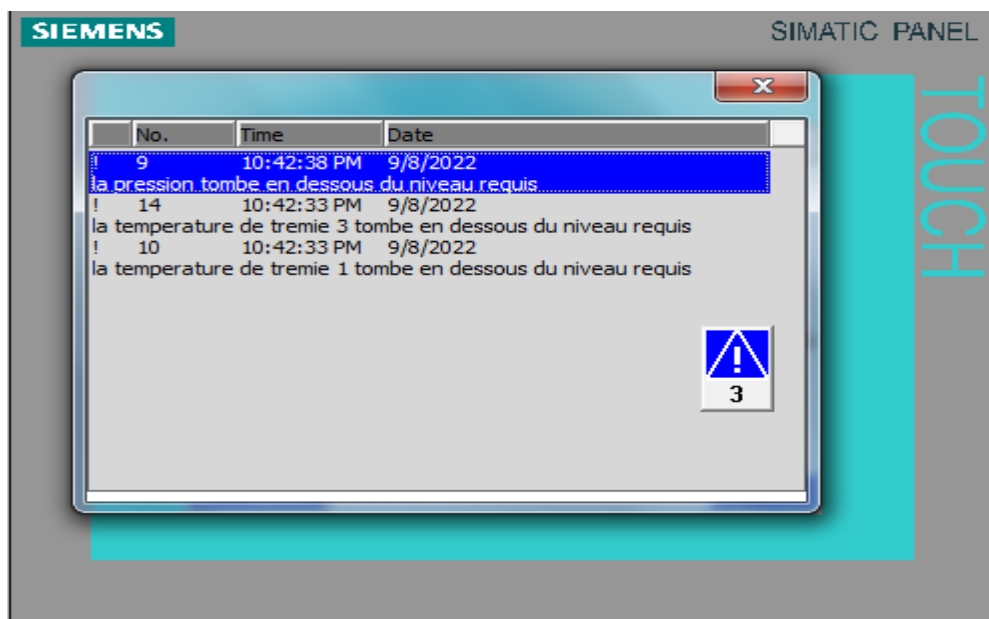 SIEMENS
SIMATIC PANEL
TOUCH
x
No. Time Date
! 9 10:42:38 PM 9/8/2022
la pression tombe en dessous du niveau requis
! 14 10:42:33 PM 9/8/2022
la temperature de tremie 3 tombe en dessous du niveau requis
! 10 10:42:33 PM 9/8/2022
la temperature de tremie 1 tombe en dessous du niveau requis
!
3